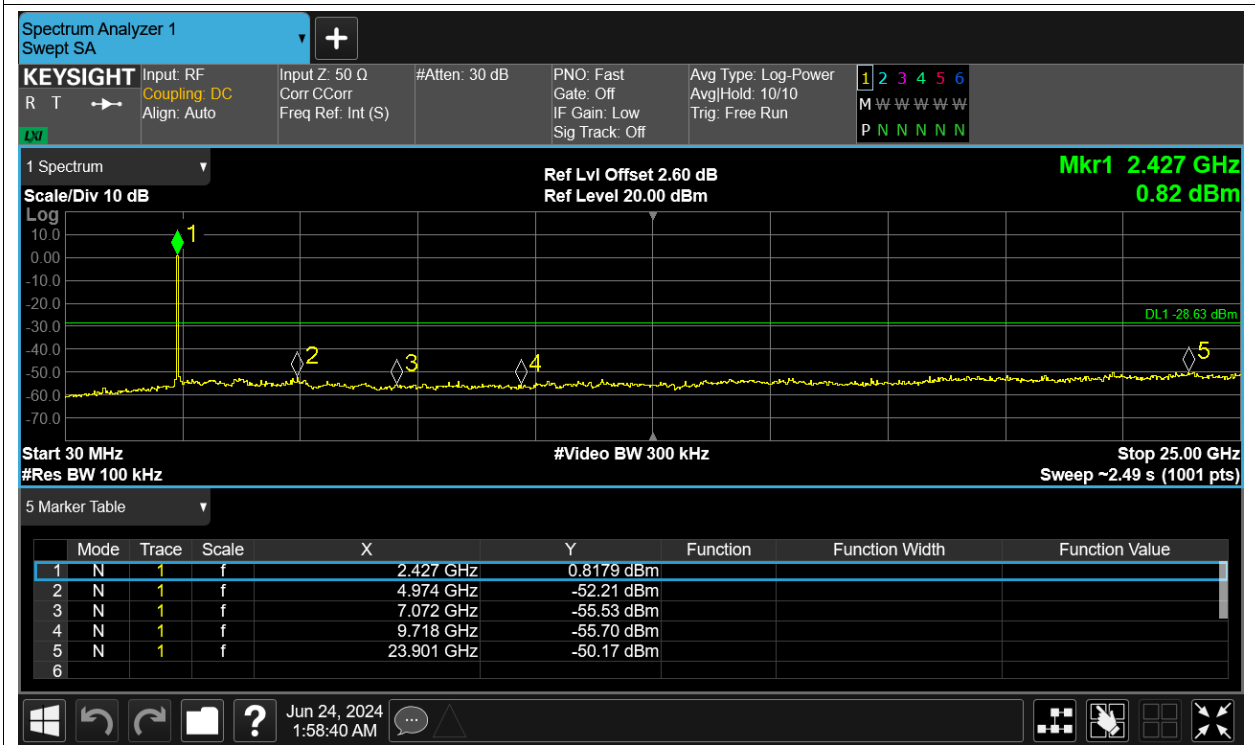 Spectrum Analyzer 1
Swept SA
+
KEYSIGHT
R T
LXI
Input: RF
Coupling: DC
Align: Auto
Input Z: 50 Ω
Corr CCorr
Freq Ref: Int (S)
#Atten: 30 dB
PNO: Fast
Gate: Off
IF Gain: Low
Sig Track: Off
Avg Type: Log-Power
Avg|Hold: 10/10
Trig: Free Run
1 2 3 4 5 6
M W W W W W
P N N N N N
1 Spectrum
Scale/Div 10 dB
Ref Lvl Offset 2.60 dB
Ref Level 20.00 dBm
Mkr1 2.427 GHz
0.82 dBm
Log
10.0
0.00
-10.0
-20.0
-30.0
-40.0
-50.0
-60.0
-70.0
1
2
3
4
5
DL1 -28.63 dBm
Start 30 MHz
#Video BW 300 kHz
Stop 25.00 GHz
#Res BW 100 kHz
Sweep ~2.49 s (1001 pts)
5 Marker Table
Mode Trace Scale X Y Function Function Width Function Value
1 N 1 f 2.427 GHz 0.8179 dBm
2 N 1 f 4.974 GHz -52.21 dBm
3 N 1 f 7.072 GHz -55.53 dBm
4 N 1 f 9.718 GHz -55.70 dBm
5 N 1 f 23.901 GHz -50.17 dBm
6
?
Jun 24, 2024
1:58:40 AM